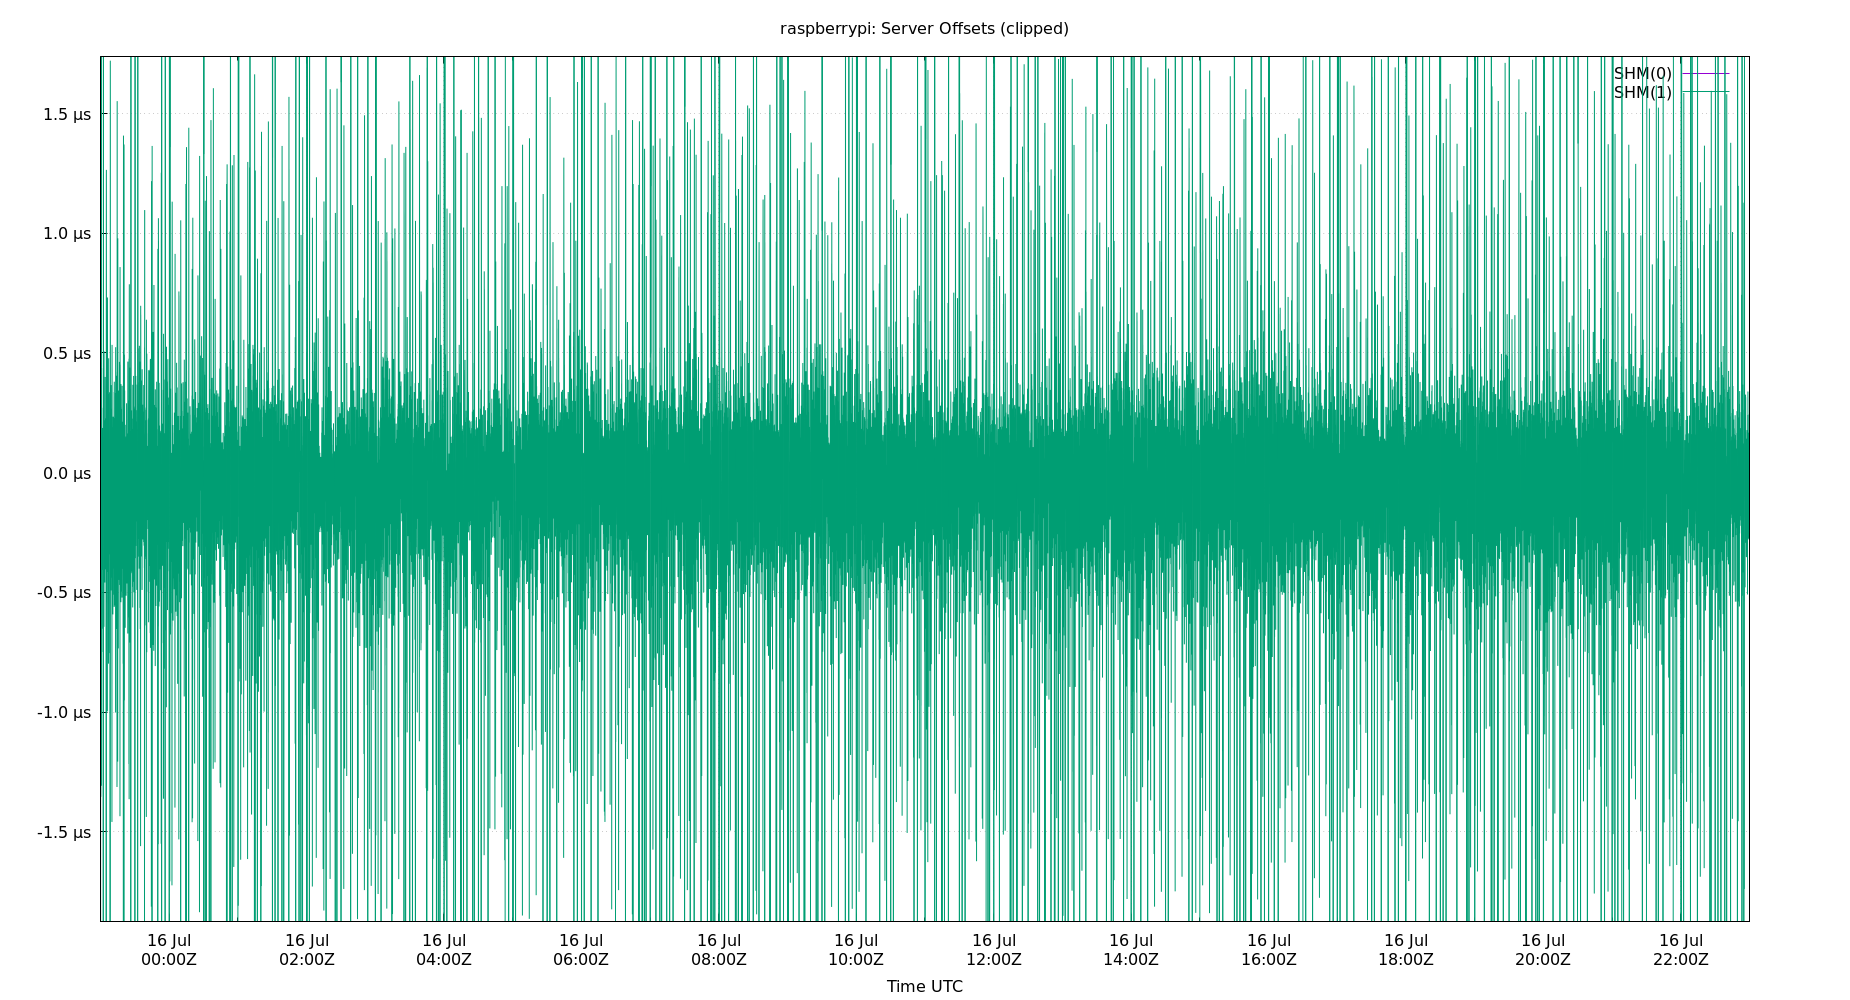 raspberrypi: Server Offsets (clipped)
SHM(0)
SHM(1)
1.5 µs
1.0 µs
0.5 µs
0.0 µs
-0.5 µs
-1.0 µs
-1.5 µs
16 Jul 16 Jul 16 Jul 16 Jul 16 Jul 16 Jul 16 Jul 16 Jul 16 Jul 16 Jul 16 Jul 16 Jul
00:00Z 02:00Z 04:00Z 06:00Z 08:00Z 10:00Z 12:00Z 14:00Z 16:00Z 18:00Z 20:00Z 22:00Z
Time UTC